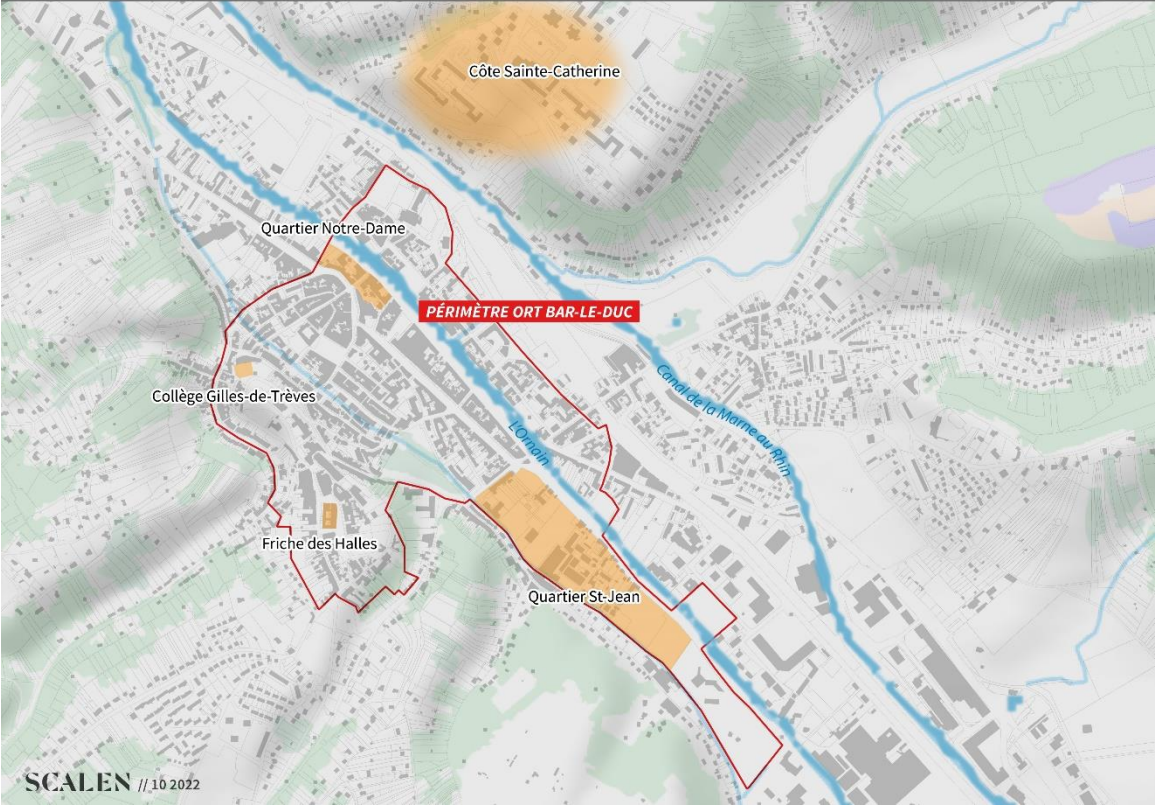 Côte Sainte-Catherine
Quartier Notre-Dame
PÉRIMÈTRE ORT BAR-LE-DUC
Canal de la Marne au Rhin
Collège Gilles-de-Trèves
L'Ornain
Friche des Halles
Quartier St-Jean
SCALEN // 10 2022